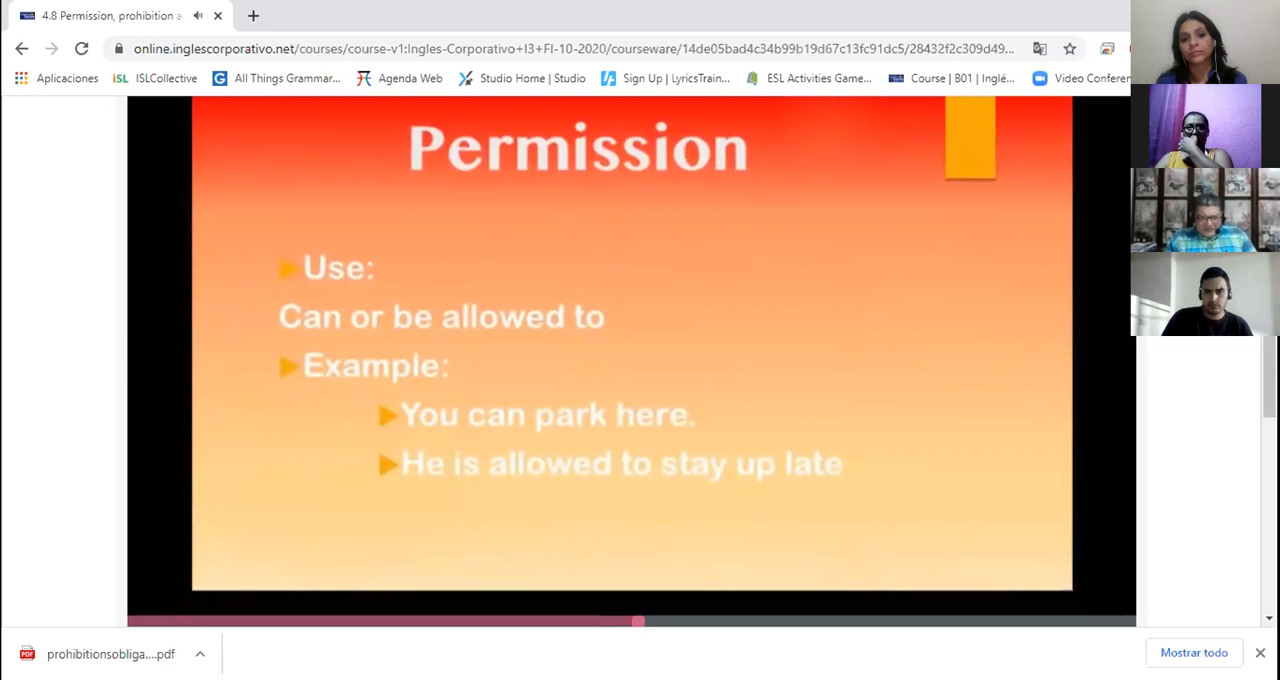 4.8 Permission, prohibition a
online.inglescorporativo.net/courses/course-v1:Ingles-Corporativo+I3+FI-10-2020/courseware/14de05bad4c34b99b19d67c13fc91dc5/28432f2c309d49...
Aplicaciones ISLCollective All Things Grammar... Agenda Web Studio Home | Studio Sign Up | LyricsTrain... ESL Activities Game... Course | B01 | Inglé... Video Conferen
Permission
Use:
Can or be allowed to
Example:
You can park here.
He is allowed to stay up late
prohibitionsobliga....pdf
Mostrar todo